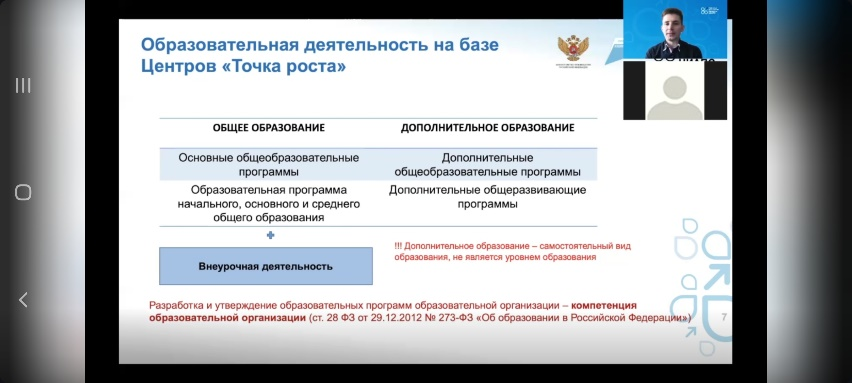 Образовательная деятельность на базе
Центров «Точка роста»
ОБЩЕЕ ОБРАЗОВАНИЕ
ДОПОЛНИТЕЛЬНОЕ ОБРАЗОВАНИЕ
Основные общеобразовательные
программы
Дополнительные
общеобразовательные программы
Образовательная программа
начального, основного и среднего
общего образования
Дополнительные общеразвивающие
программы
+
Внеурочная деятельность
!!! Дополнительное образование – самостоятельный вид
образования, не является уровнем образования
Разработка и утверждение образовательных программ образовательной организации – компетенция
образовательной организации (ст. 28 ФЗ от 29.12.2012 № 273-ФЗ «Об образовании в Российской Федерации»)
7